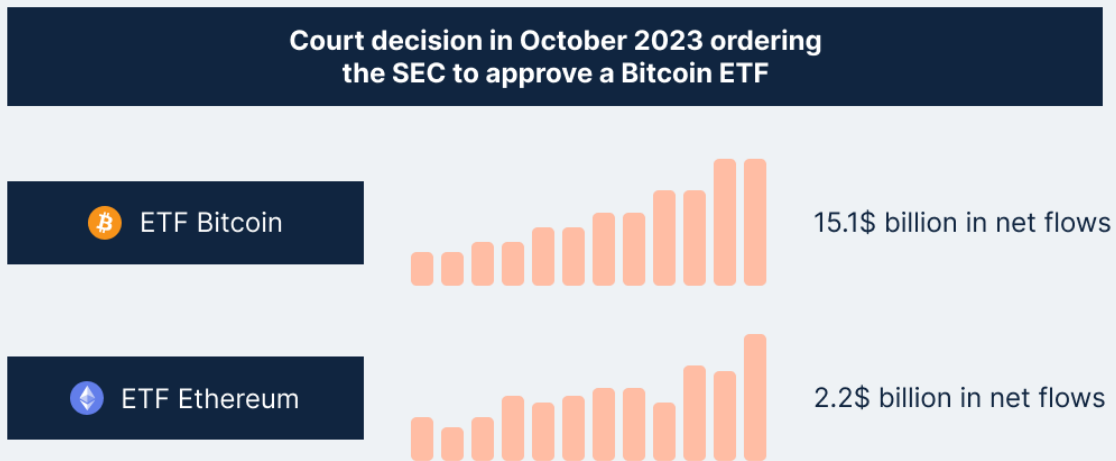 Court decision in October 2023 ordering
the SEC to approve a Bitcoin ETF
ETF Bitcoin
15.1$ billion in net flows
ETF Ethereum
2.2$ billion in net flows